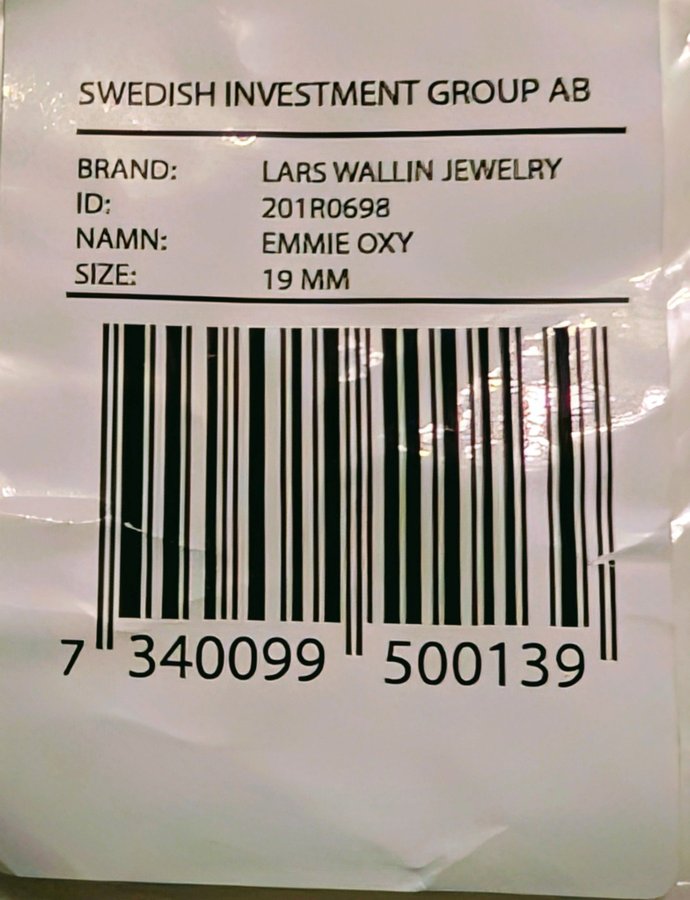 SWEDISH INVESTMENT GROUP AB
BRAND: LARS WALLIN JEWELRY
ID: 201R0698
NAMN: EMMIE OXY
SIZE: 19 MM
7 340099 500139